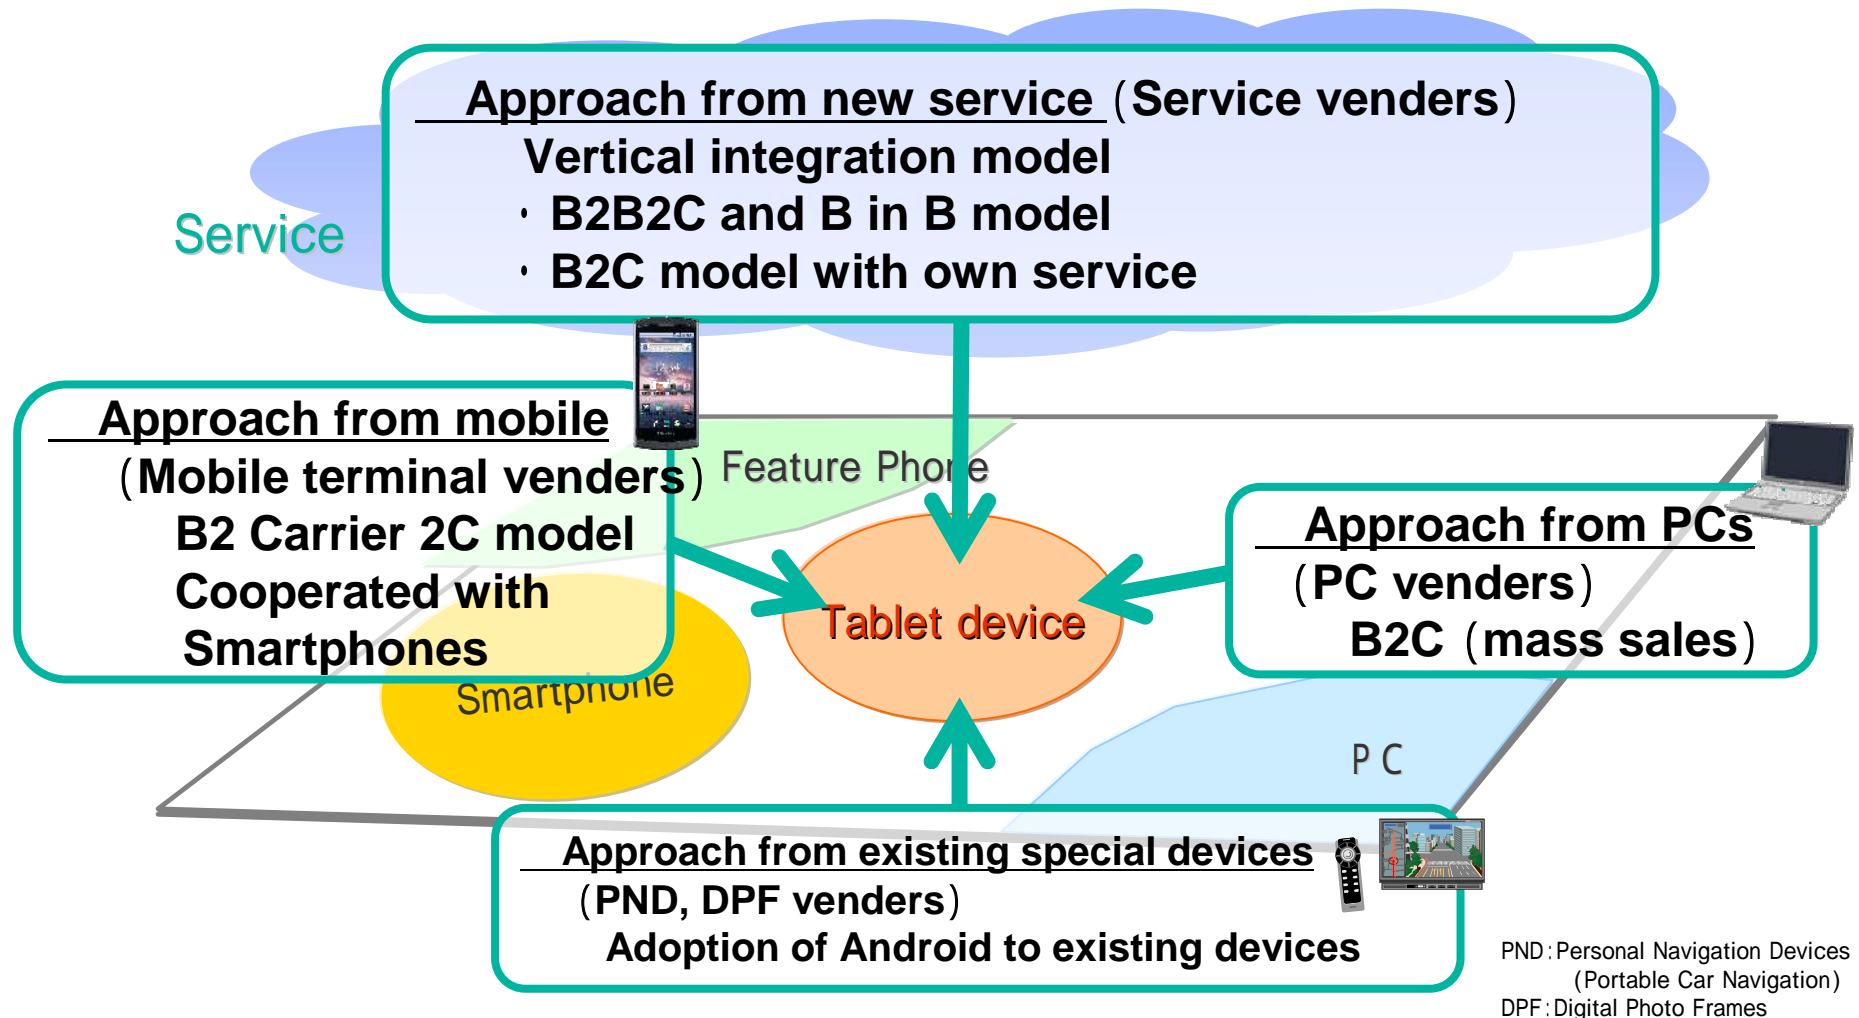 Approach from new service (Service venders)
Vertical integration model
・B2B2C and B in B model
・B2C model with own service
Service
Approach from mobile
(Mobile terminal venders)
B2 Carrier 2C model
Cooperated with
Smartphones
Feature Phone
Approach from PCs
(PC venders)
B2C (mass sales)
Tablet device
Smartphone
PC
Approach from existing special devices
(PND, DPF venders)
Adoption of Android to existing devices
PND:Personal Navigation Devices
(Portable Car Navigation)
DPF:Digital Photo Frames